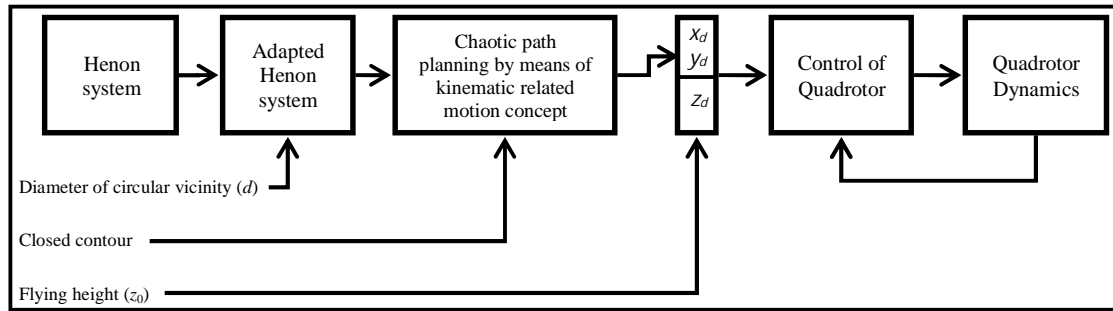 Henon
system
Adapted
Henon
system
Chaotic path
planning by means of
kinematic related
motion concept
xd
yd
zd
Control of
Quadrotor
Quadrotor
Dynamics
Diameter of circular vicinity (d)
Closed contour
Flying height (z0)